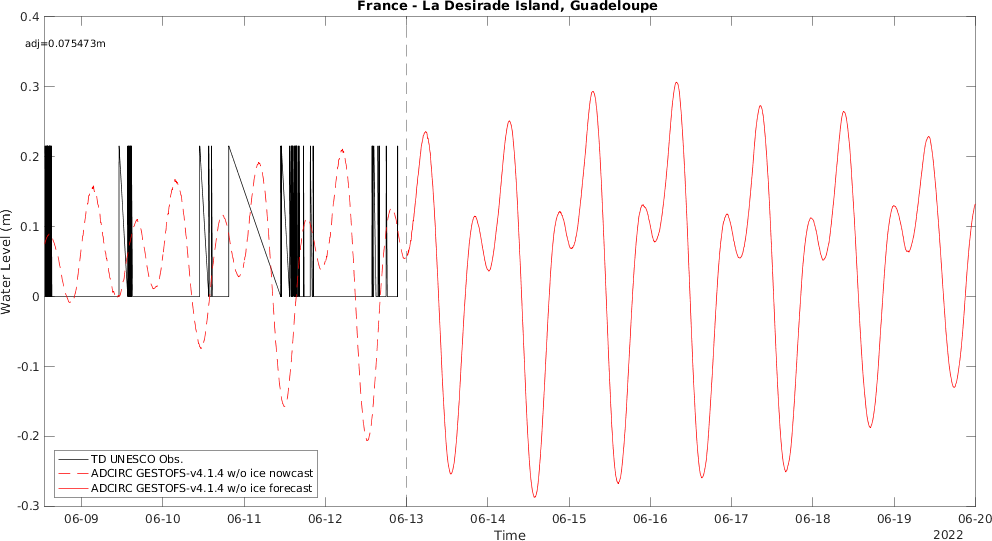 France - La Desirade Island, Guadeloupe
adj=0.075473m
0.4
0.3
0.2
0.1
0
-0.1
-0.2
-0.3
Water Level (m)
TD UNESCO Obs.
ADCIRC GESTOFS-v4.1.4 w/o ice nowcast
ADCIRC GESTOFS-v4.1.4 w/o ice forecast
06-09 06-10 06-11 06-12 06-13 06-14 06-15 06-16 06-17 06-18 06-19 06-20
Time
2022